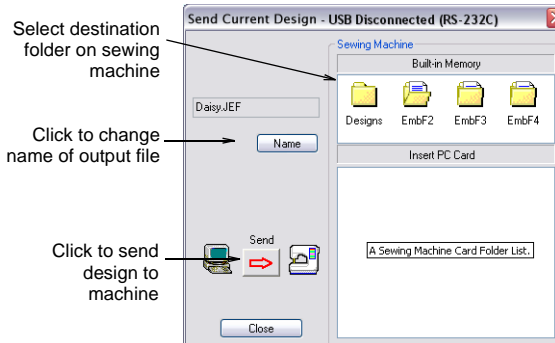 Send Current Design - USB Disconnected (RS-232C)
Select destination
folder on sewing
machine
Sewing Machine
Built-in Memory
Designs EmbF2 EmbF3 EmbF4
Daisy.JEF
Click to change
name of output file
Name
Insert PC Card
Click to send
design to
machine
Send
A Sewing Machine Card Folder List.
Close